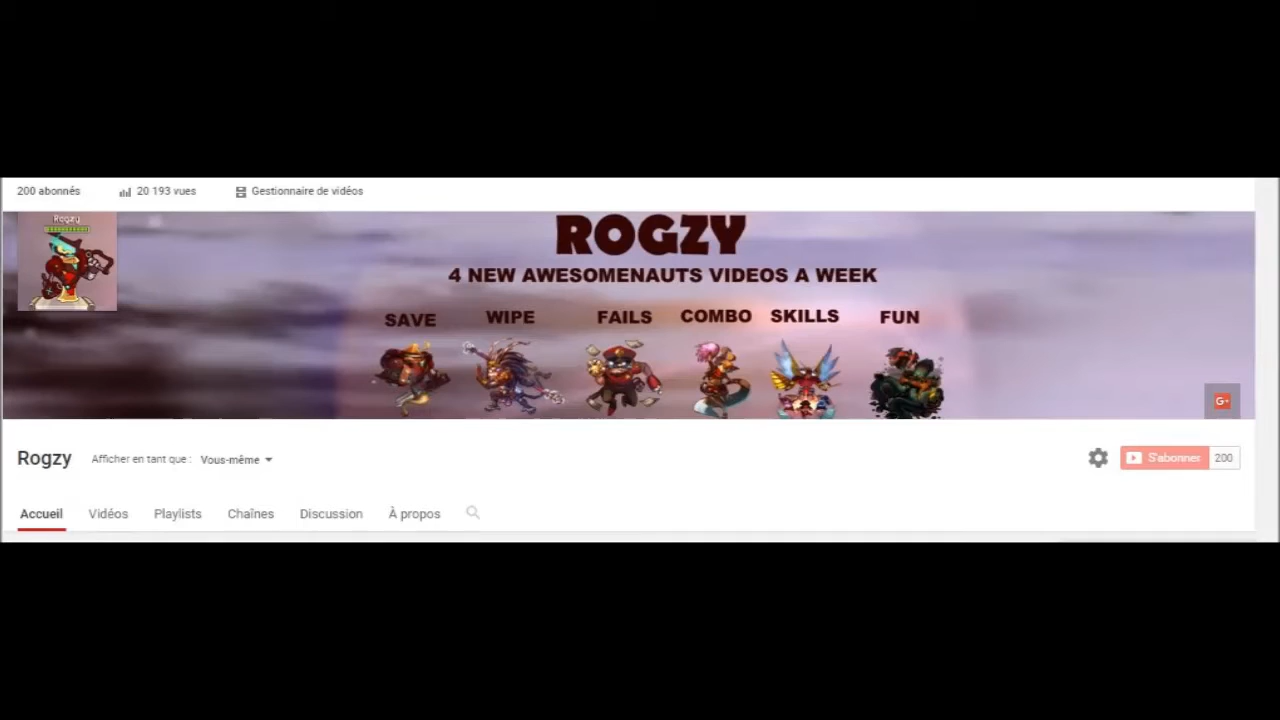 200 abonnés 20 193 vues Gestionnaire de vidéos
Rogzy
ROGZY
4 NEW AWESOMENAUTS VIDEOS A WEEK
SAVE WIPE FAILS COMBO SKILLS FUN
G+
Rogzy Afficher en tant que : Vous-même S'abonner 200
Accueil Vidéos Playlists Chaînes Discussion À propos